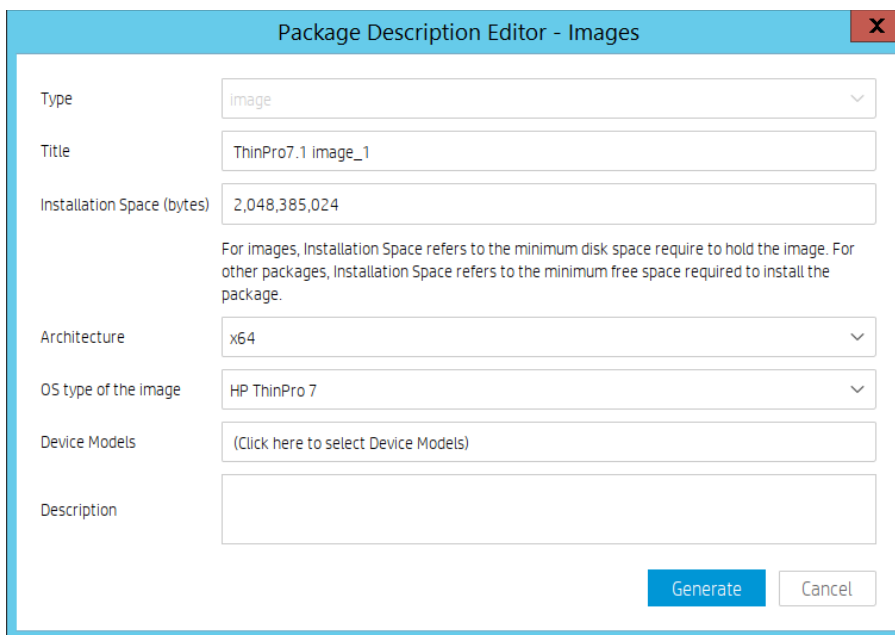 Package Description Editor - Images
X
Type
image
Title
ThinPro7.1 image_1
Installation Space (bytes)
2,048,385,024
For images, Installation Space refers to the minimum disk space require to hold the image. For
other packages, Installation Space refers to the minimum free space required to install the
package.
Architecture
x64
OS type of the image
HP ThinPro 7
Device Models
(Click here to select Device Models)
Description
Generate
Cancel